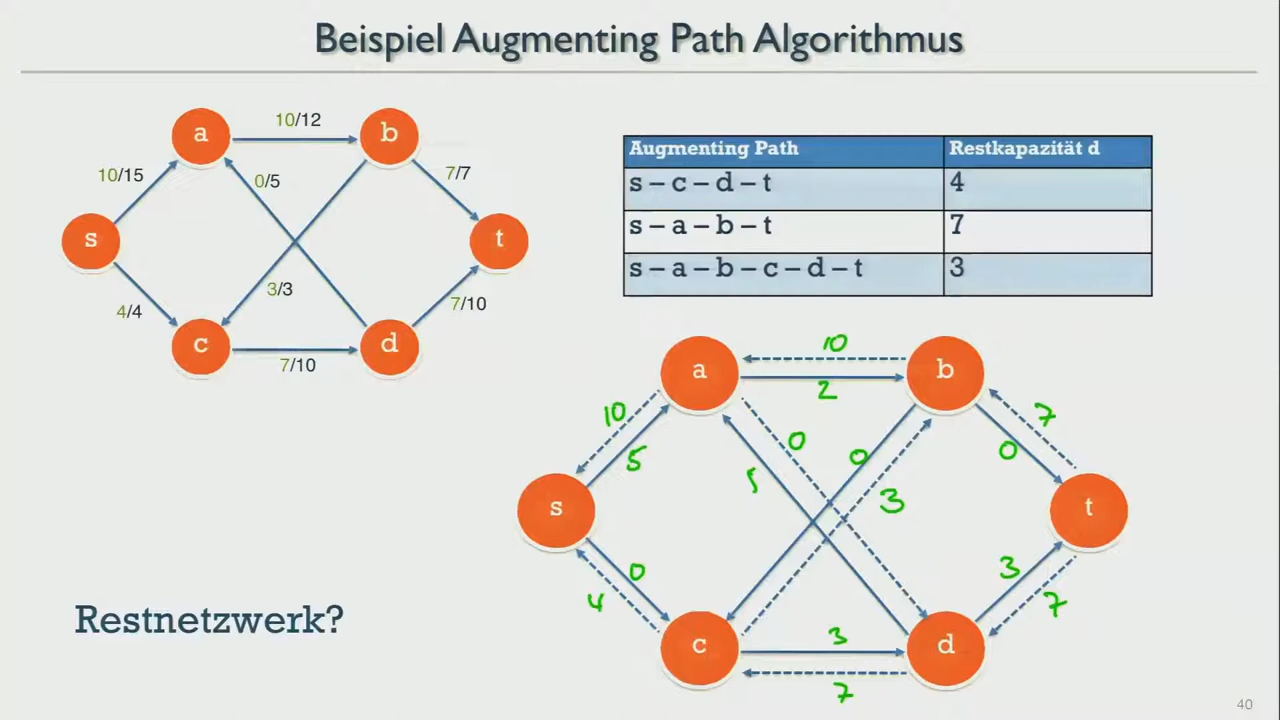 Beispiel Augmenting Path Algorithmus
a
10/12
b
10/15
0/5
7/7
s
t
3/3
4/4
7/10
c
7/10
d
Augmenting Path Restkapazität d
s – c – d – t 4
s – a – b – t 7
s – a – b – c – d – t 3
10
a
b
2
10
7
0
0
0
5
5
3
s
t
0
3
4
7
3
c
d
7
Restnetzwerk?
40